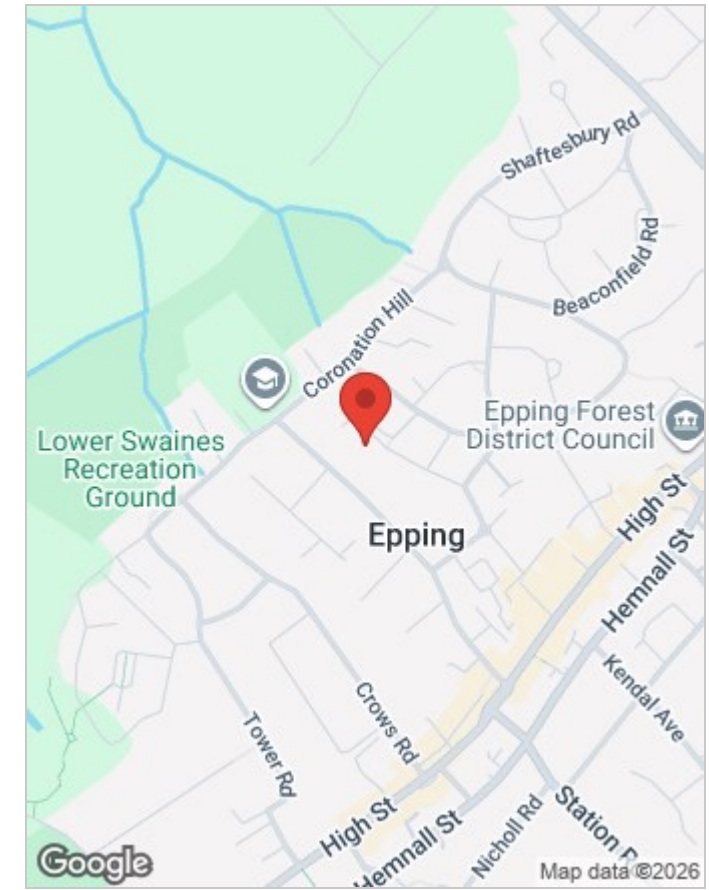 Shaftesbury Rd
Beaconfield Rd
Coronation Hill
Epping Forest
District Council
Lower Swaines
Recreation
Ground
High St
Epping
Hemnall St
Kendal Ave
Crows Rd
Tower Rd
Station R
High St
Nicholl Rd
Hemnall St
Google
Map data ©2026